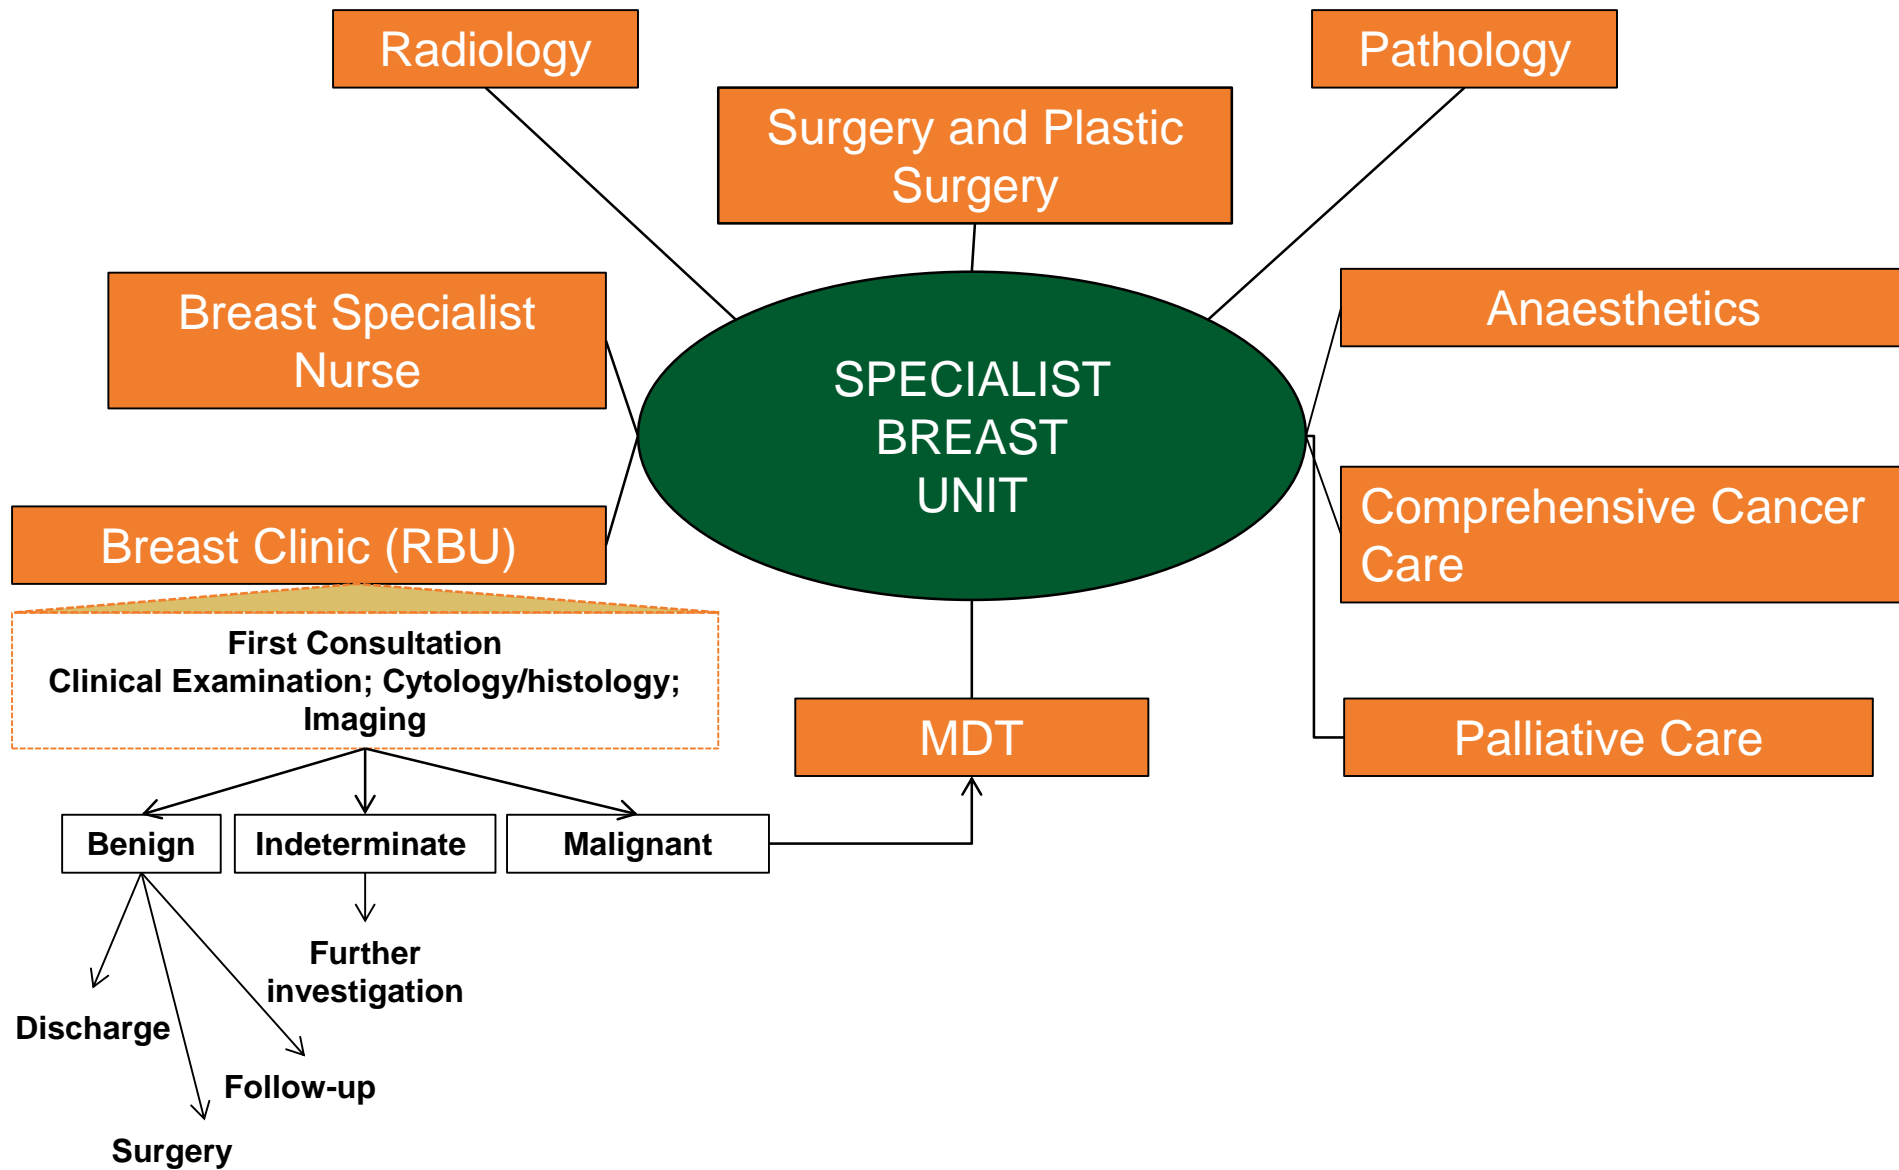 Radiology
Pathology
Surgery and Plastic
Surgery
Breast Specialist
Nurse
Anaesthetics
SPECIALIST
BREAST
UNIT
Comprehensive Cancer
Care
Breast Clinic (RBU)
First Consultation
Clinical Examination; Cytology/histology;
Imaging
MDT
Palliative Care
Benign
Indeterminate
Malignant
Further
investigation
Discharge
Follow-up
Surgery